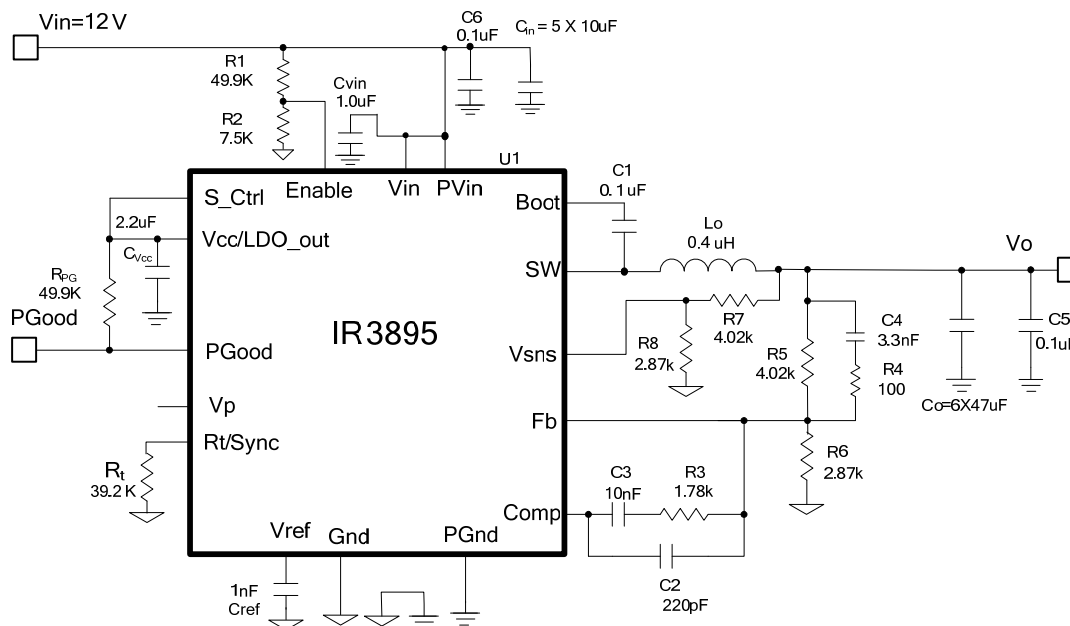 Vin=12 V
C6
0.1uF
Cin = 5 X 10uF
R1
49.9K
Cvin
1.0uF
R2
7.5K
U1
S_Ctrl
Enable
Vin
PVin
Boot
C1
0.1uF
2.2uF
Vcc/LDO_out
CVcc
Lo
0.4 uH
Vo
SW
RPG
49.9K
PGood
IR3895
PGood
R7
4.02k
R8
2.87k
Vsns
R5
4.02k
C4
3.3nF
R4
100
C5
Co=6X47uF
Vp
Fb
Rt/Sync
Rt
39.2 K
R6
2.87k
C3
10nF
R3
1.78k
Comp
Vref
Gnd
PGnd
C2
220pF
1nF
Cref